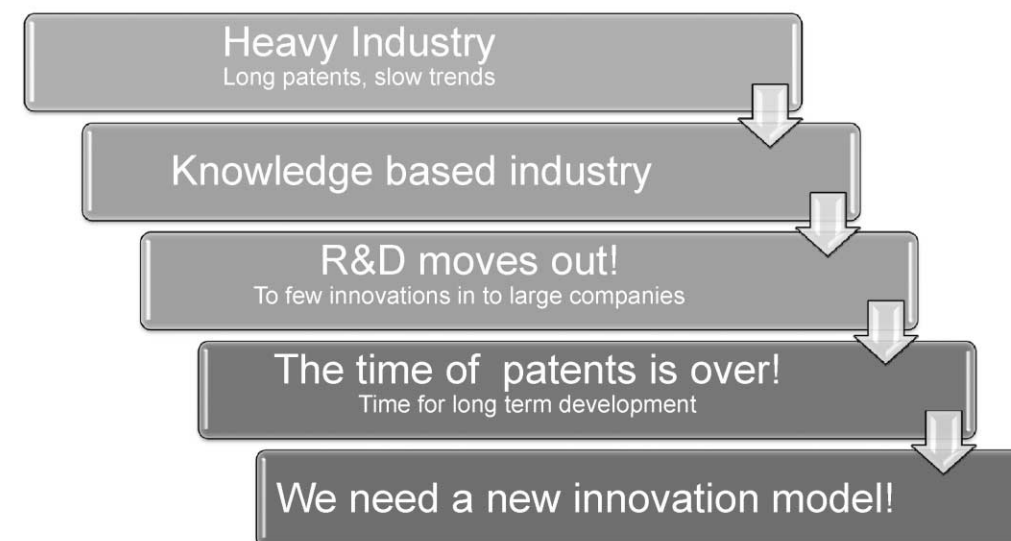 Heavy Industry
Long patents, slow trends
Knowledge based industry
R&D moves out!
To few innovations in to large companies
The time of  patents is over!
Time for long term development
We need a new innovation model!